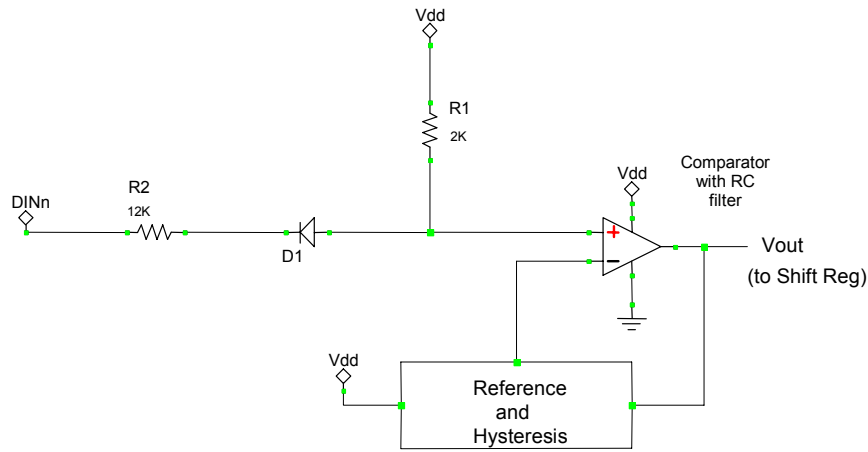 Vdd
R1
2K
Vdd
Comparator
with RC
filter
DINn
R2
12K
D1
+
−
Vout
(to Shift Reg)
Vdd
Reference
and
Hysteresis